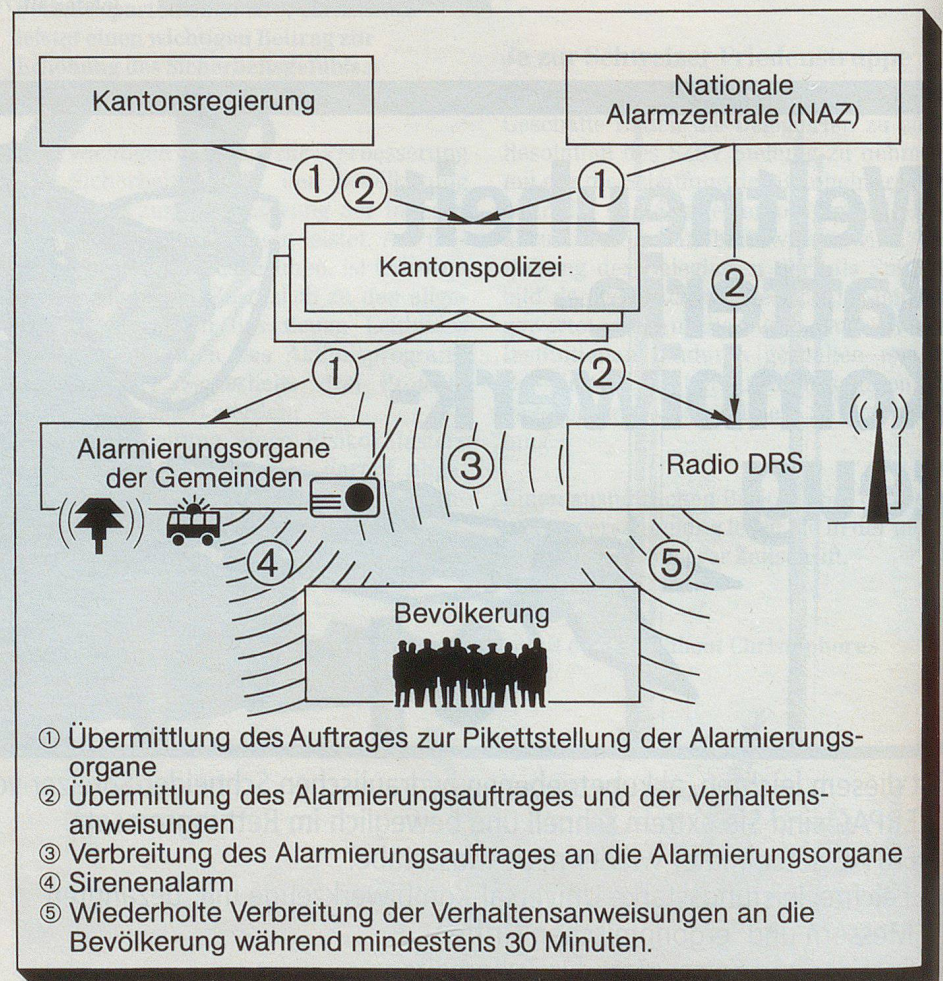 Kantonsregierung
Nationale
Alarmzentrale (NAZ)
① ② ①
Kantonspolizei
②
① ②
Alarmierungsorgane
der Gemeinden
③
Radio DRS
④ ⑤
Bevölkerung
① Übermittlung des Auftrages zur Pikettstellung der Alarmierungs-
organe
② Übermittlung des Alarmierungsauftrages und der Verhaltens-
anweisungen
③ Verbreitung des Alarmierungsauftrages an die Alarmierungsorgane
④ Sirenenalarm
⑤ Wiederholte Verbreitung der Verhaltensanweisungen an die
Bevölkerung während mindestens 30 Minuten.